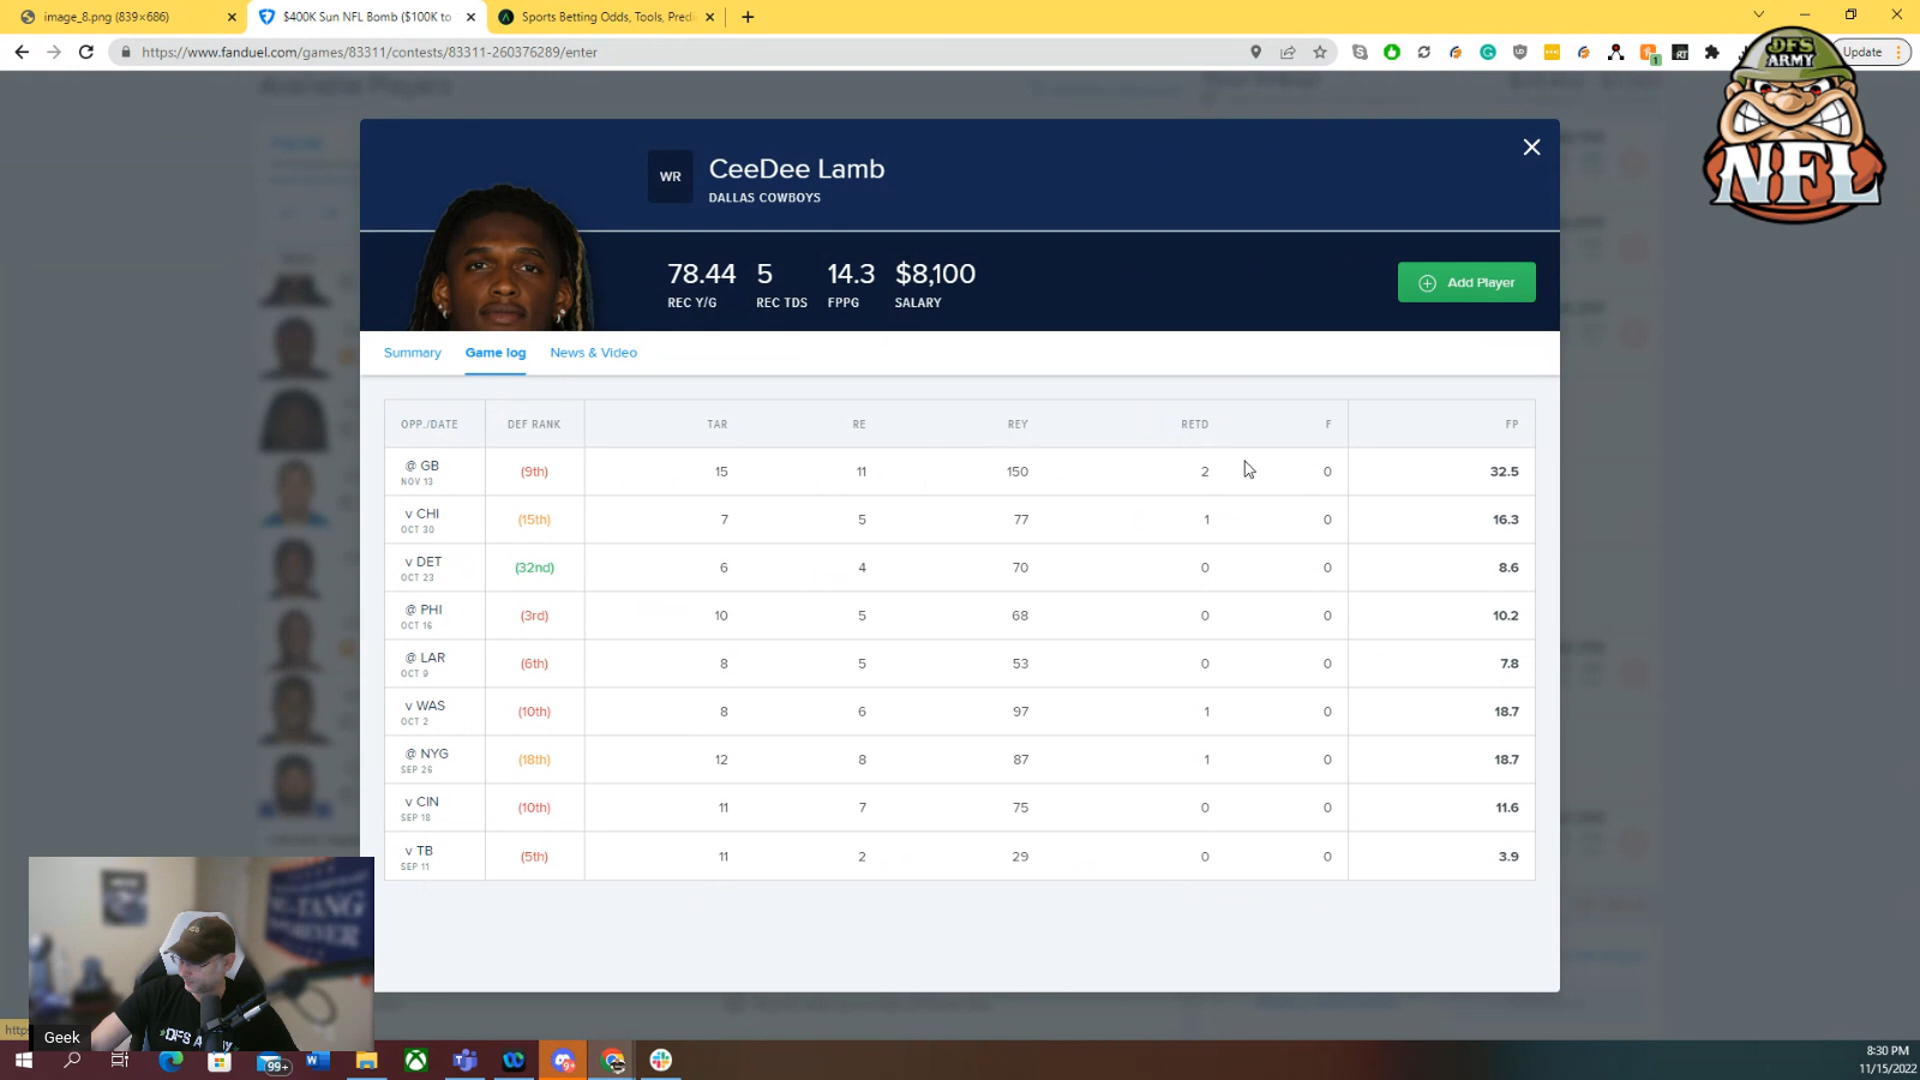 image_8.png (839×686)
$400K Sun NFL Bomb ($100K to
Sports Betting Odds, Tools, Predi
https://www.fanduel.com/games/83311/contests/83311-260376289/enter
Update
DFS
ARMY
NFL
Available Players
WR
CeeDee Lamb
DALLAS COWBOYS
78.44
REC Y/G
5
REC TDS
14.3
FPPG
$8,100
SALARY
Add Player
Summary Game log News & Video
OPP./DATE DEF RANK TAR RE REY RETD F FP
@ GB (9th) 15 11 150 2 0 32.5
NOV 13
v CHI (15th) 7 5 77 1 0 16.3
OCT 30
v DET (32nd) 6 4 70 0 0 8.6
OCT 23
@ PHI (3rd) 10 5 68 0 0 10.2
OCT 16
@ LAR (6th) 8 5 53 0 0 7.8
OCT 9
v WAS (10th) 8 6 97 1 0 18.7
OCT 2
@ NYG (18th) 12 8 87 1 0 18.7
SEP 26
v CIN (10th) 11 7 75 0 0 11.6
SEP 18
v TB (5th) 11 2 29 0 0 3.9
SEP 11
FOREVER
Geek
http
99+
8:30 PM
11/15/2022